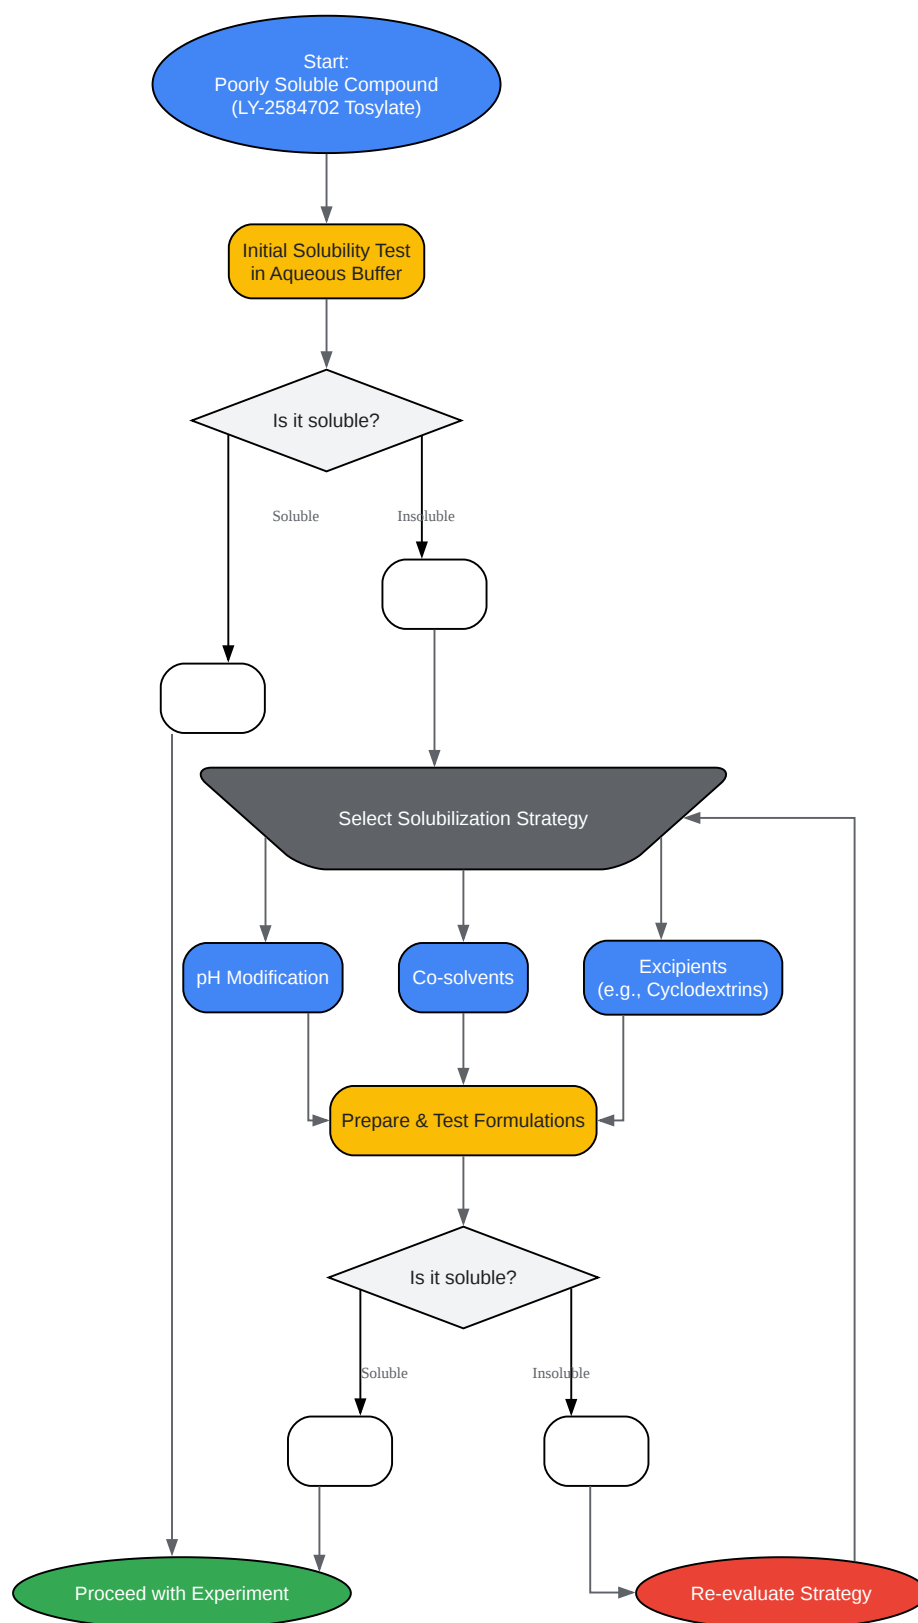 Start:
Poorly Soluble Compound
(LY-2584702 Tosylate)
Initial Solubility Test
in Aqueous Buffer
Is it soluble?
Soluble
Insoluble
Select Solubilization Strategy
pH Modification
Co-solvents
Excipients
(e.g., Cyclodextrins)
Prepare & Test Formulations
Is it soluble?
Soluble
Insoluble
Proceed with Experiment
Re-evaluate Strategy